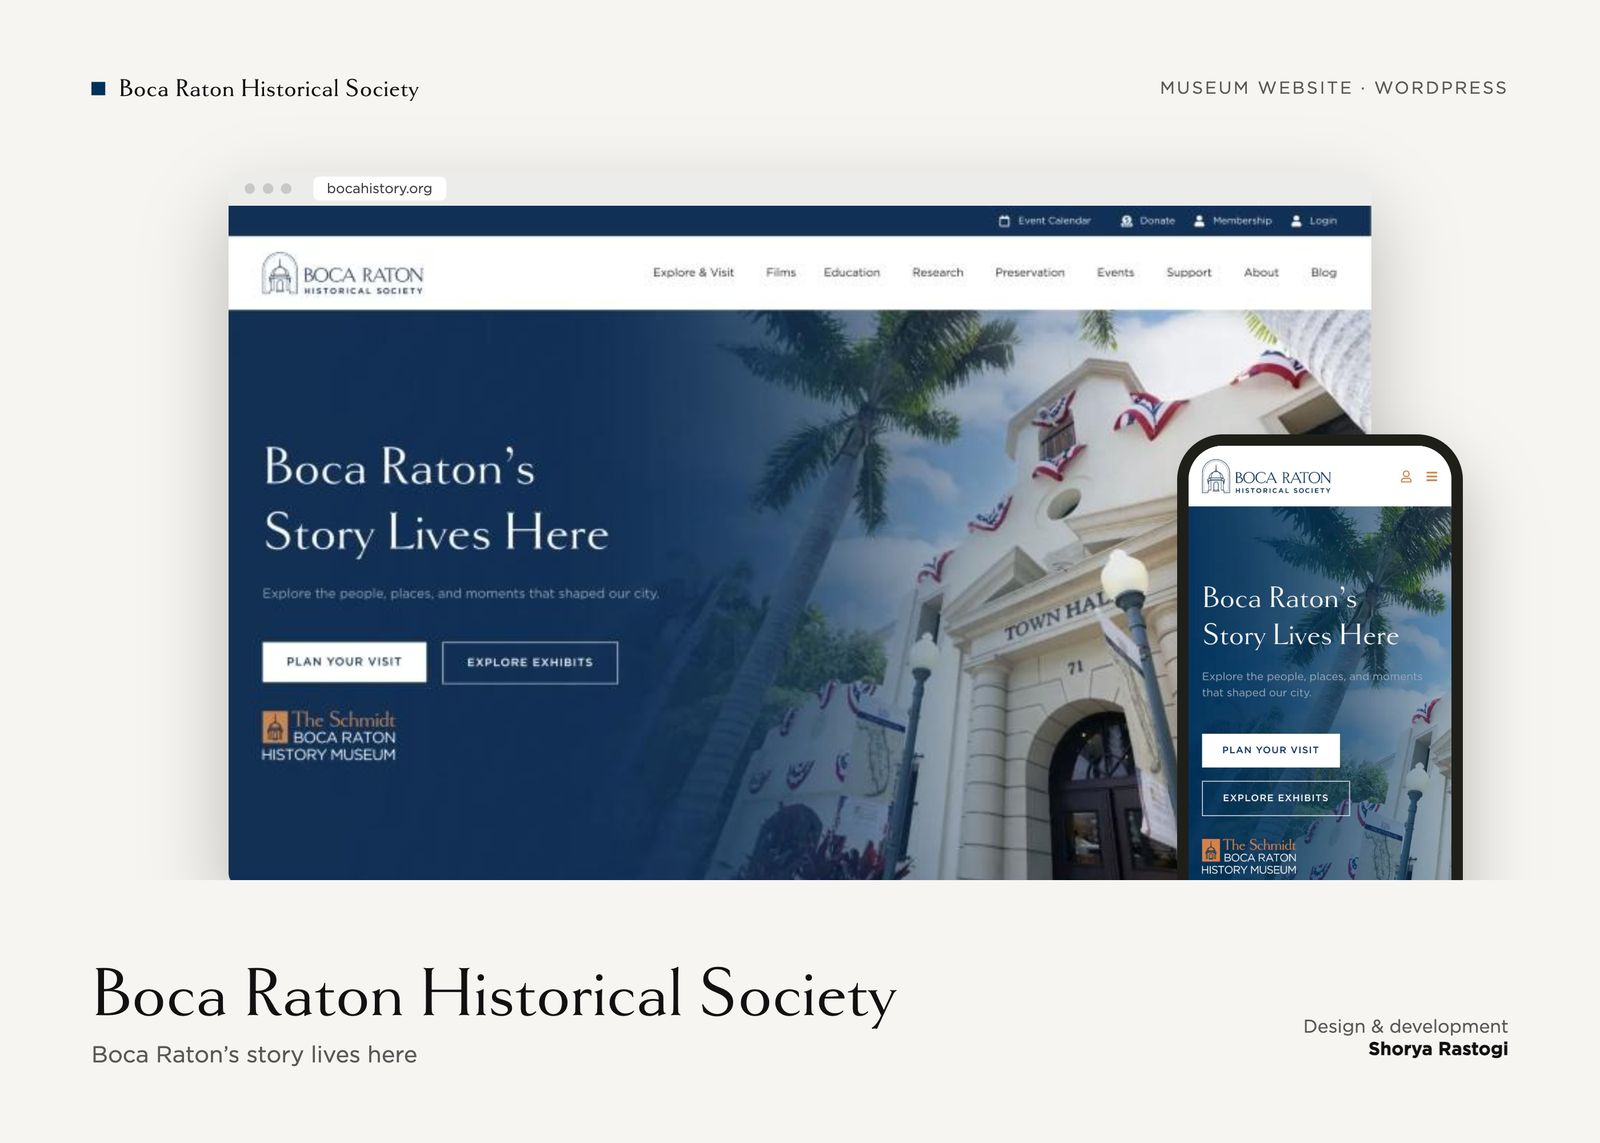 Boca Raton Historical Society
MUSEUM WEBSITE · WORDPRESS
bocahistory.org
Event Calendar Donate Membership Login
BOCA RATON
HISTORICAL SOCIETY
Explore & Visit Films Education Research Preservation Events Support About Blog
Boca Raton’s
Story Lives Here
Explore the people, places, and moments that shaped our city.
PLAN YOUR VISIT
EXPLORE EXHIBITS
The Schmidt
BOCA RATON
HISTORY MUSEUM
TOWN HALL
71
BOCA RATON
HISTORICAL SOCIETY
Boca Raton’s
Story Lives Here
Explore the people, places, and moments
that shaped our city.
PLAN YOUR VISIT
EXPLORE EXHIBITS
The Schmidt
BOCA RATON
HISTORY MUSEUM
Boca Raton Historical Society
Boca Raton’s story lives here
Design & development
Shorya Rastogi